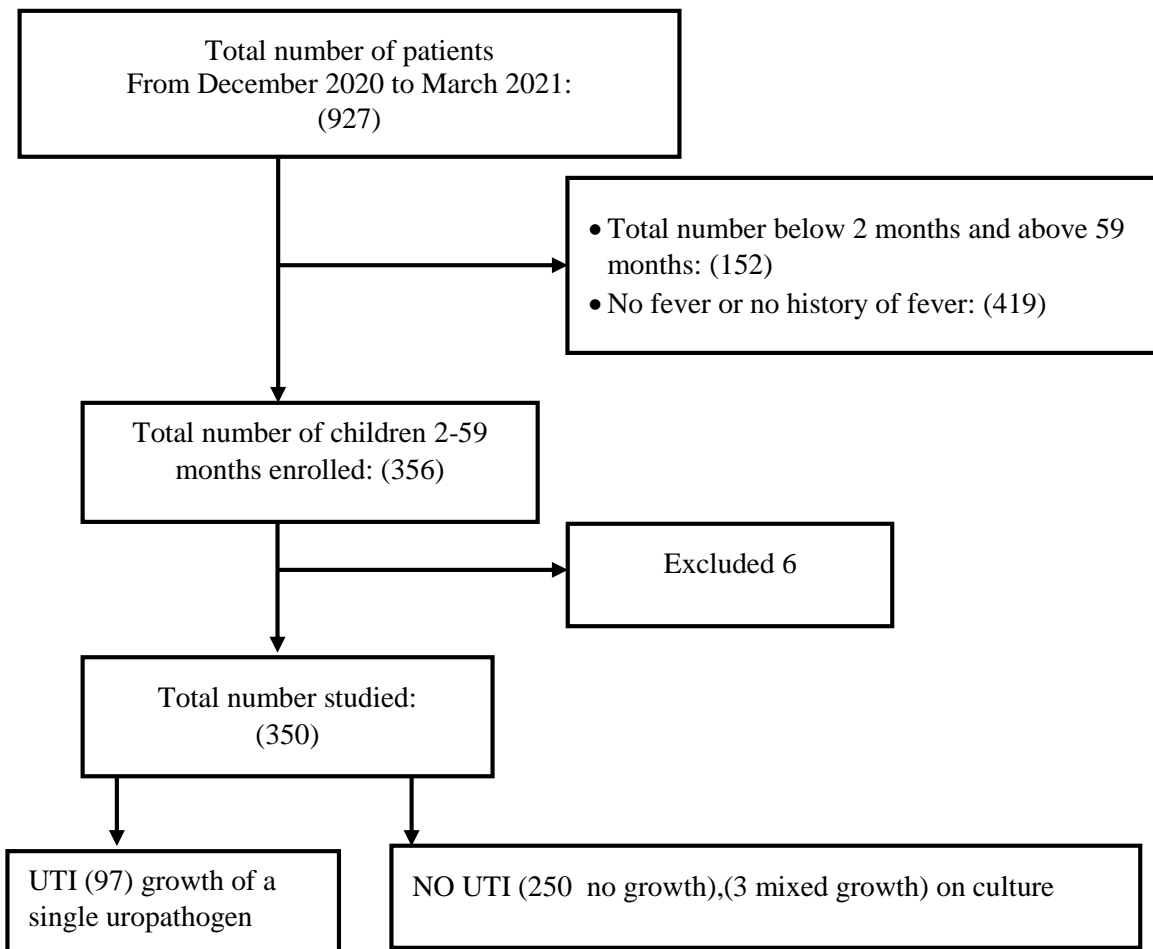 Total number of patients
From December 2020 to March 2021:
(927)
• Total number below 2 months and above 59
months: (152)
• No fever or no history of fever: (419)
Total number of children 2-59
months enrolled: (356)
Excluded 6
Total number studied:
(350)
UTI (97) growth of a
single uropathogen
NO UTI (250  no growth),(3 mixed growth) on culture